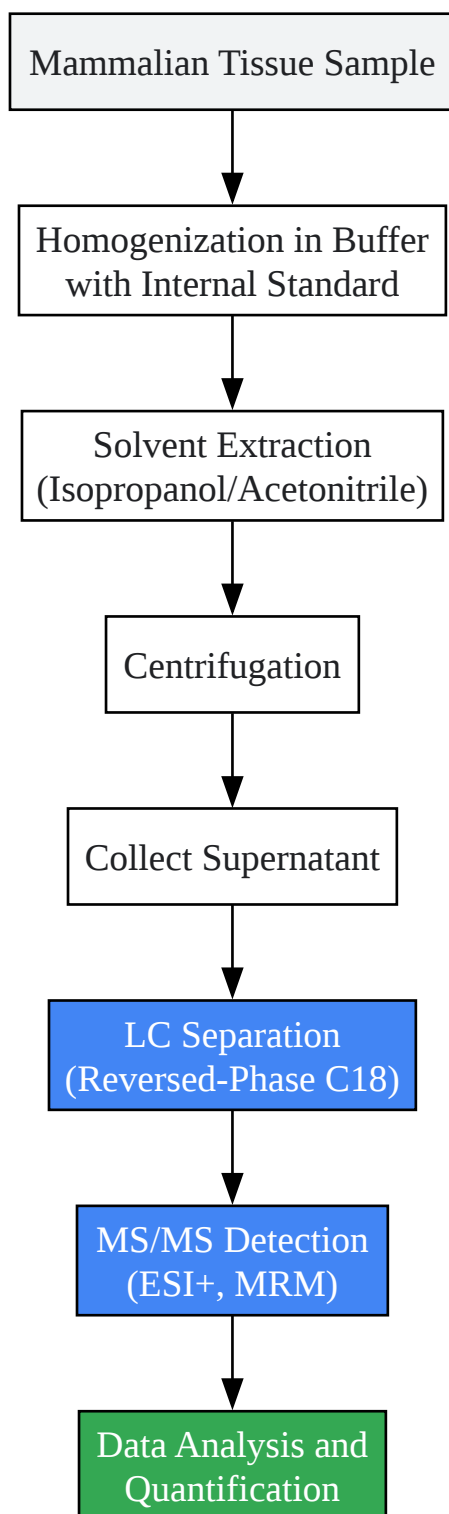 Mammalian Tissue Sample
Homogenization in Buffer
with Internal Standard
Solvent Extraction
(Isopropanol/Acetonitrile)
Centrifugation
Collect Supernatant
LC Separation
(Reversed-Phase C18)
MS/MS Detection
(ESI+, MRM)
Data Analysis and
Quantification